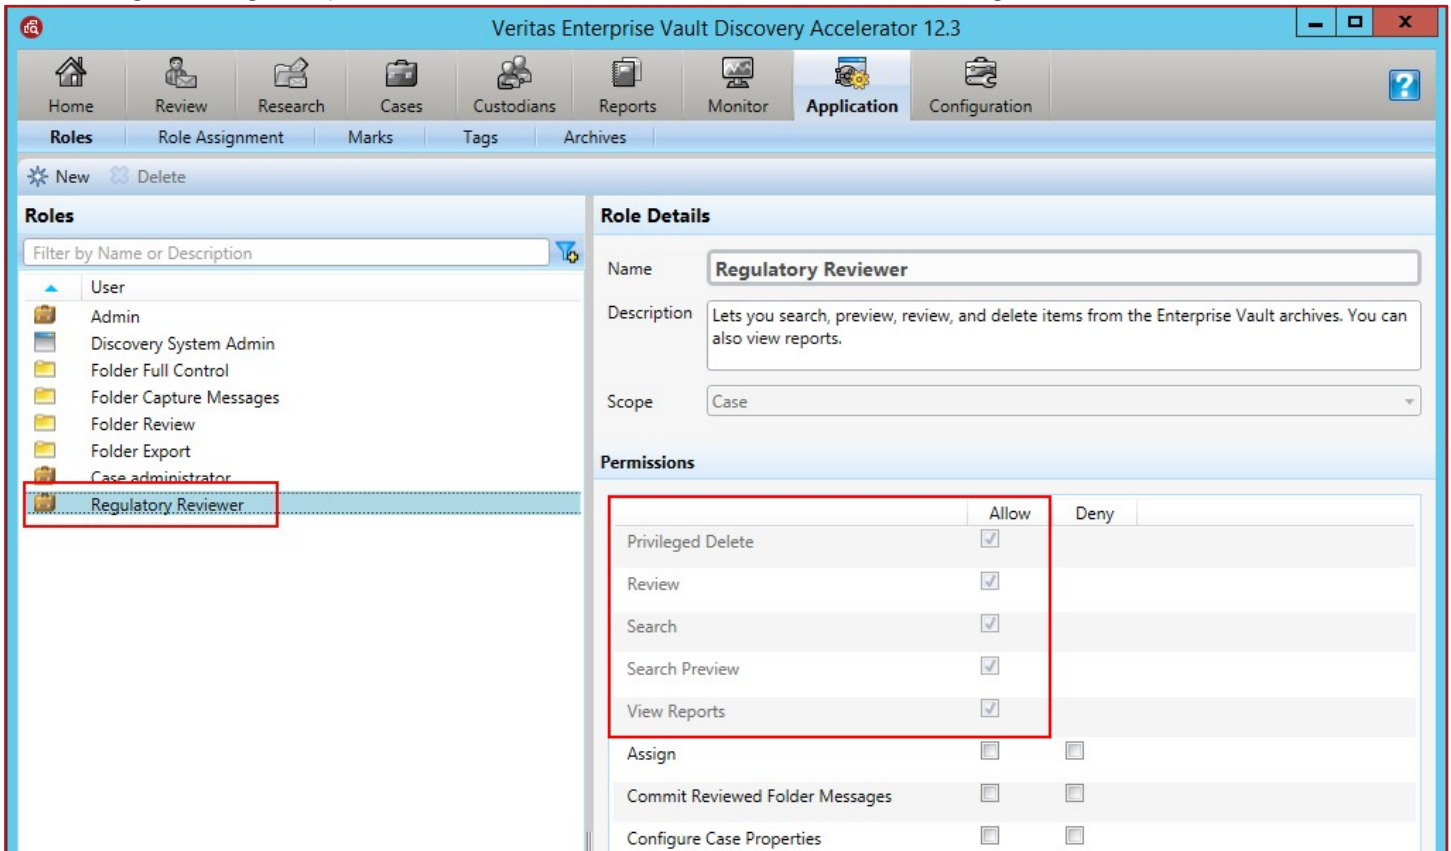 Veritas Enterprise Vault Discovery Accelerator 12.3
Home Review Research Cases Custodians Reports Monitor Application Configuration
Roles Role Assignment Marks Tags Archives
New Delete
Roles
Filter by Name or Description
User
Admin
Discovery System Admin
Folder Full Control
Folder Capture Messages
Folder Review
Folder Export
Case administrator
Regulatory Reviewer
Role Details
Name Regulatory Reviewer
Description Lets you search, preview, review, and delete items from the Enterprise Vault archives. You can
also view reports.
Scope Case
Permissions
Allow Deny
Privileged Delete
Review
Search
Search Preview
View Reports
Assign
Commit Reviewed Folder Messages
Configure Case Properties